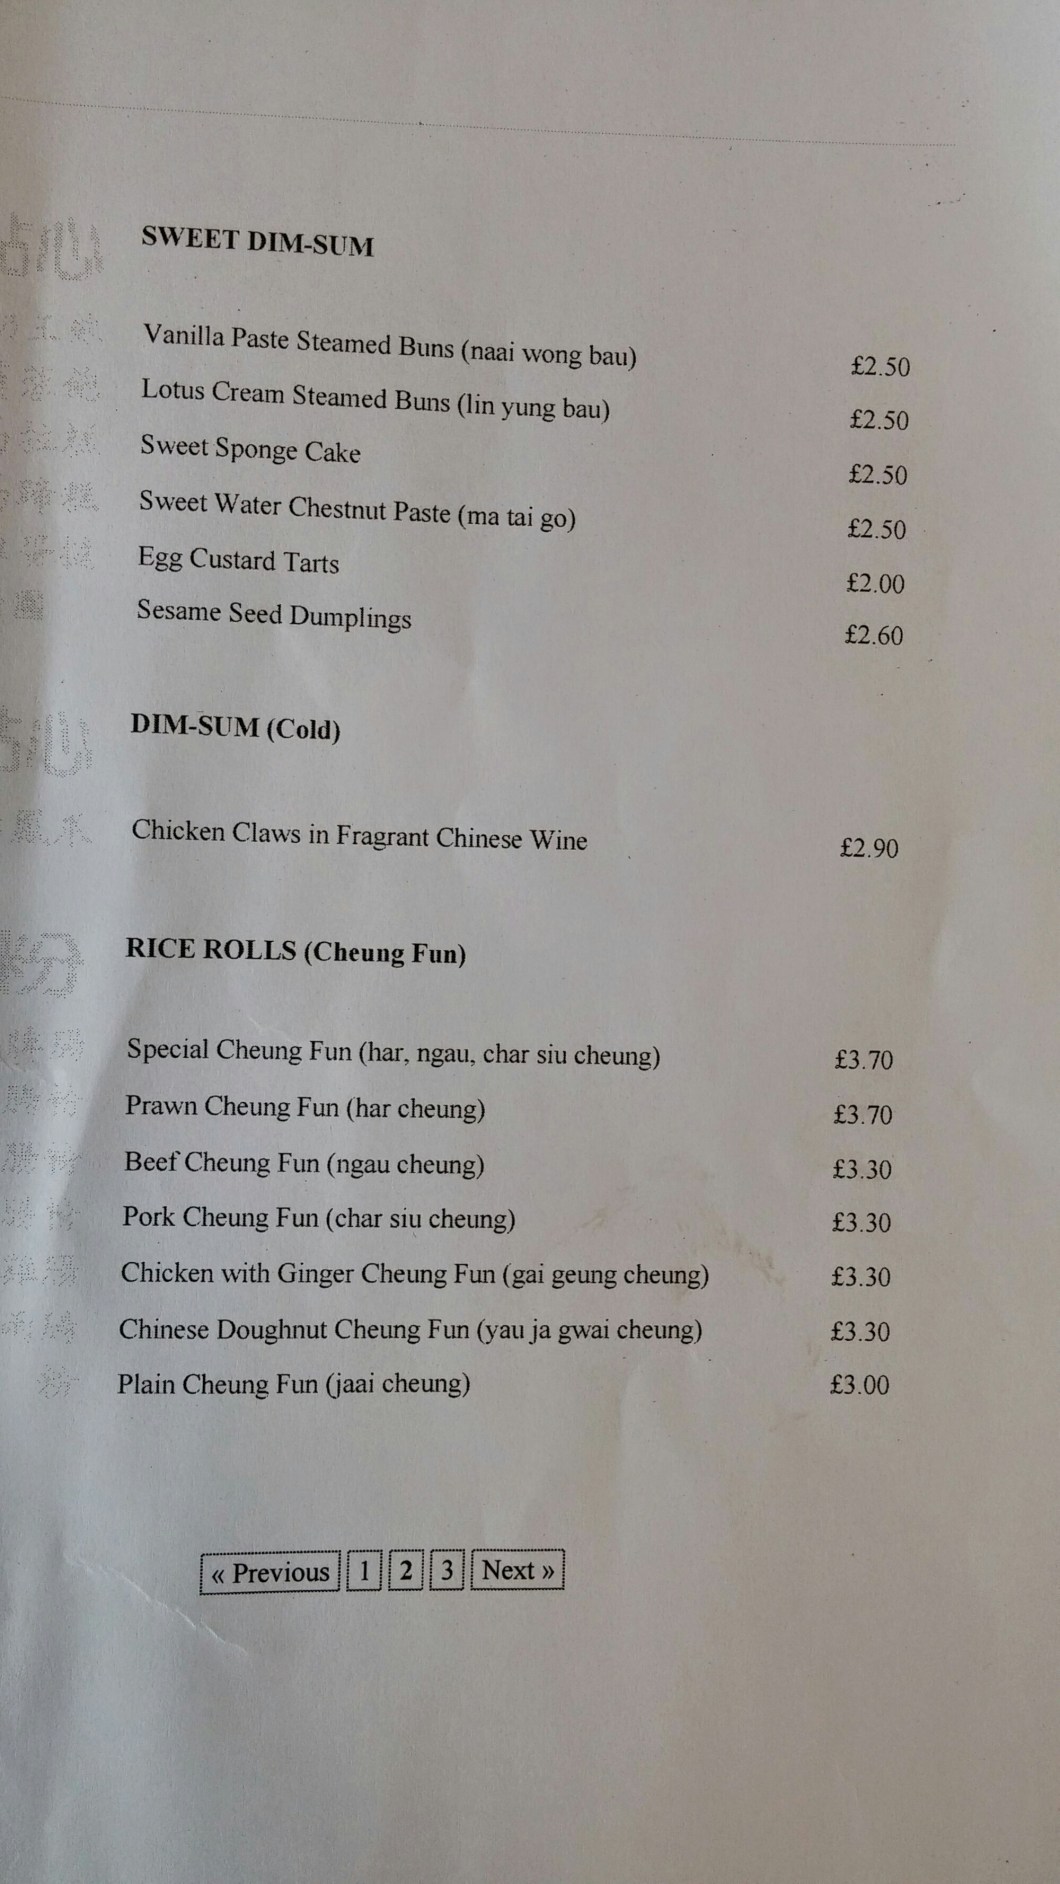 SWEET DIM-SUM
Vanilla Paste Steamed Buns (naai wong bau) £2.50
Lotus Cream Steamed Buns (lin yung bau) £2.50
Sweet Sponge Cake £2.50
Sweet Water Chestnut Paste (ma tai go) £2.50
Egg Custard Tarts £2.00
Sesame Seed Dumplings £2.60
DIM-SUM (Cold)
Chicken Claws in Fragrant Chinese Wine £2.90
RICE ROLLS (Cheung Fun)
Special Cheung Fun (har, ngau, char siu cheung) £3.70
Prawn Cheung Fun (har cheung) £3.70
Beef Cheung Fun (ngau cheung) £3.30
Pork Cheung Fun (char siu cheung) £3.30
Chicken with Ginger Cheung Fun (gai geung cheung) £3.30
Chinese Doughnut Cheung Fun (yau ja gwai cheung) £3.30
Plain Cheung Fun (jaai cheung) £3.00
« Previous 1 2 3 Next »